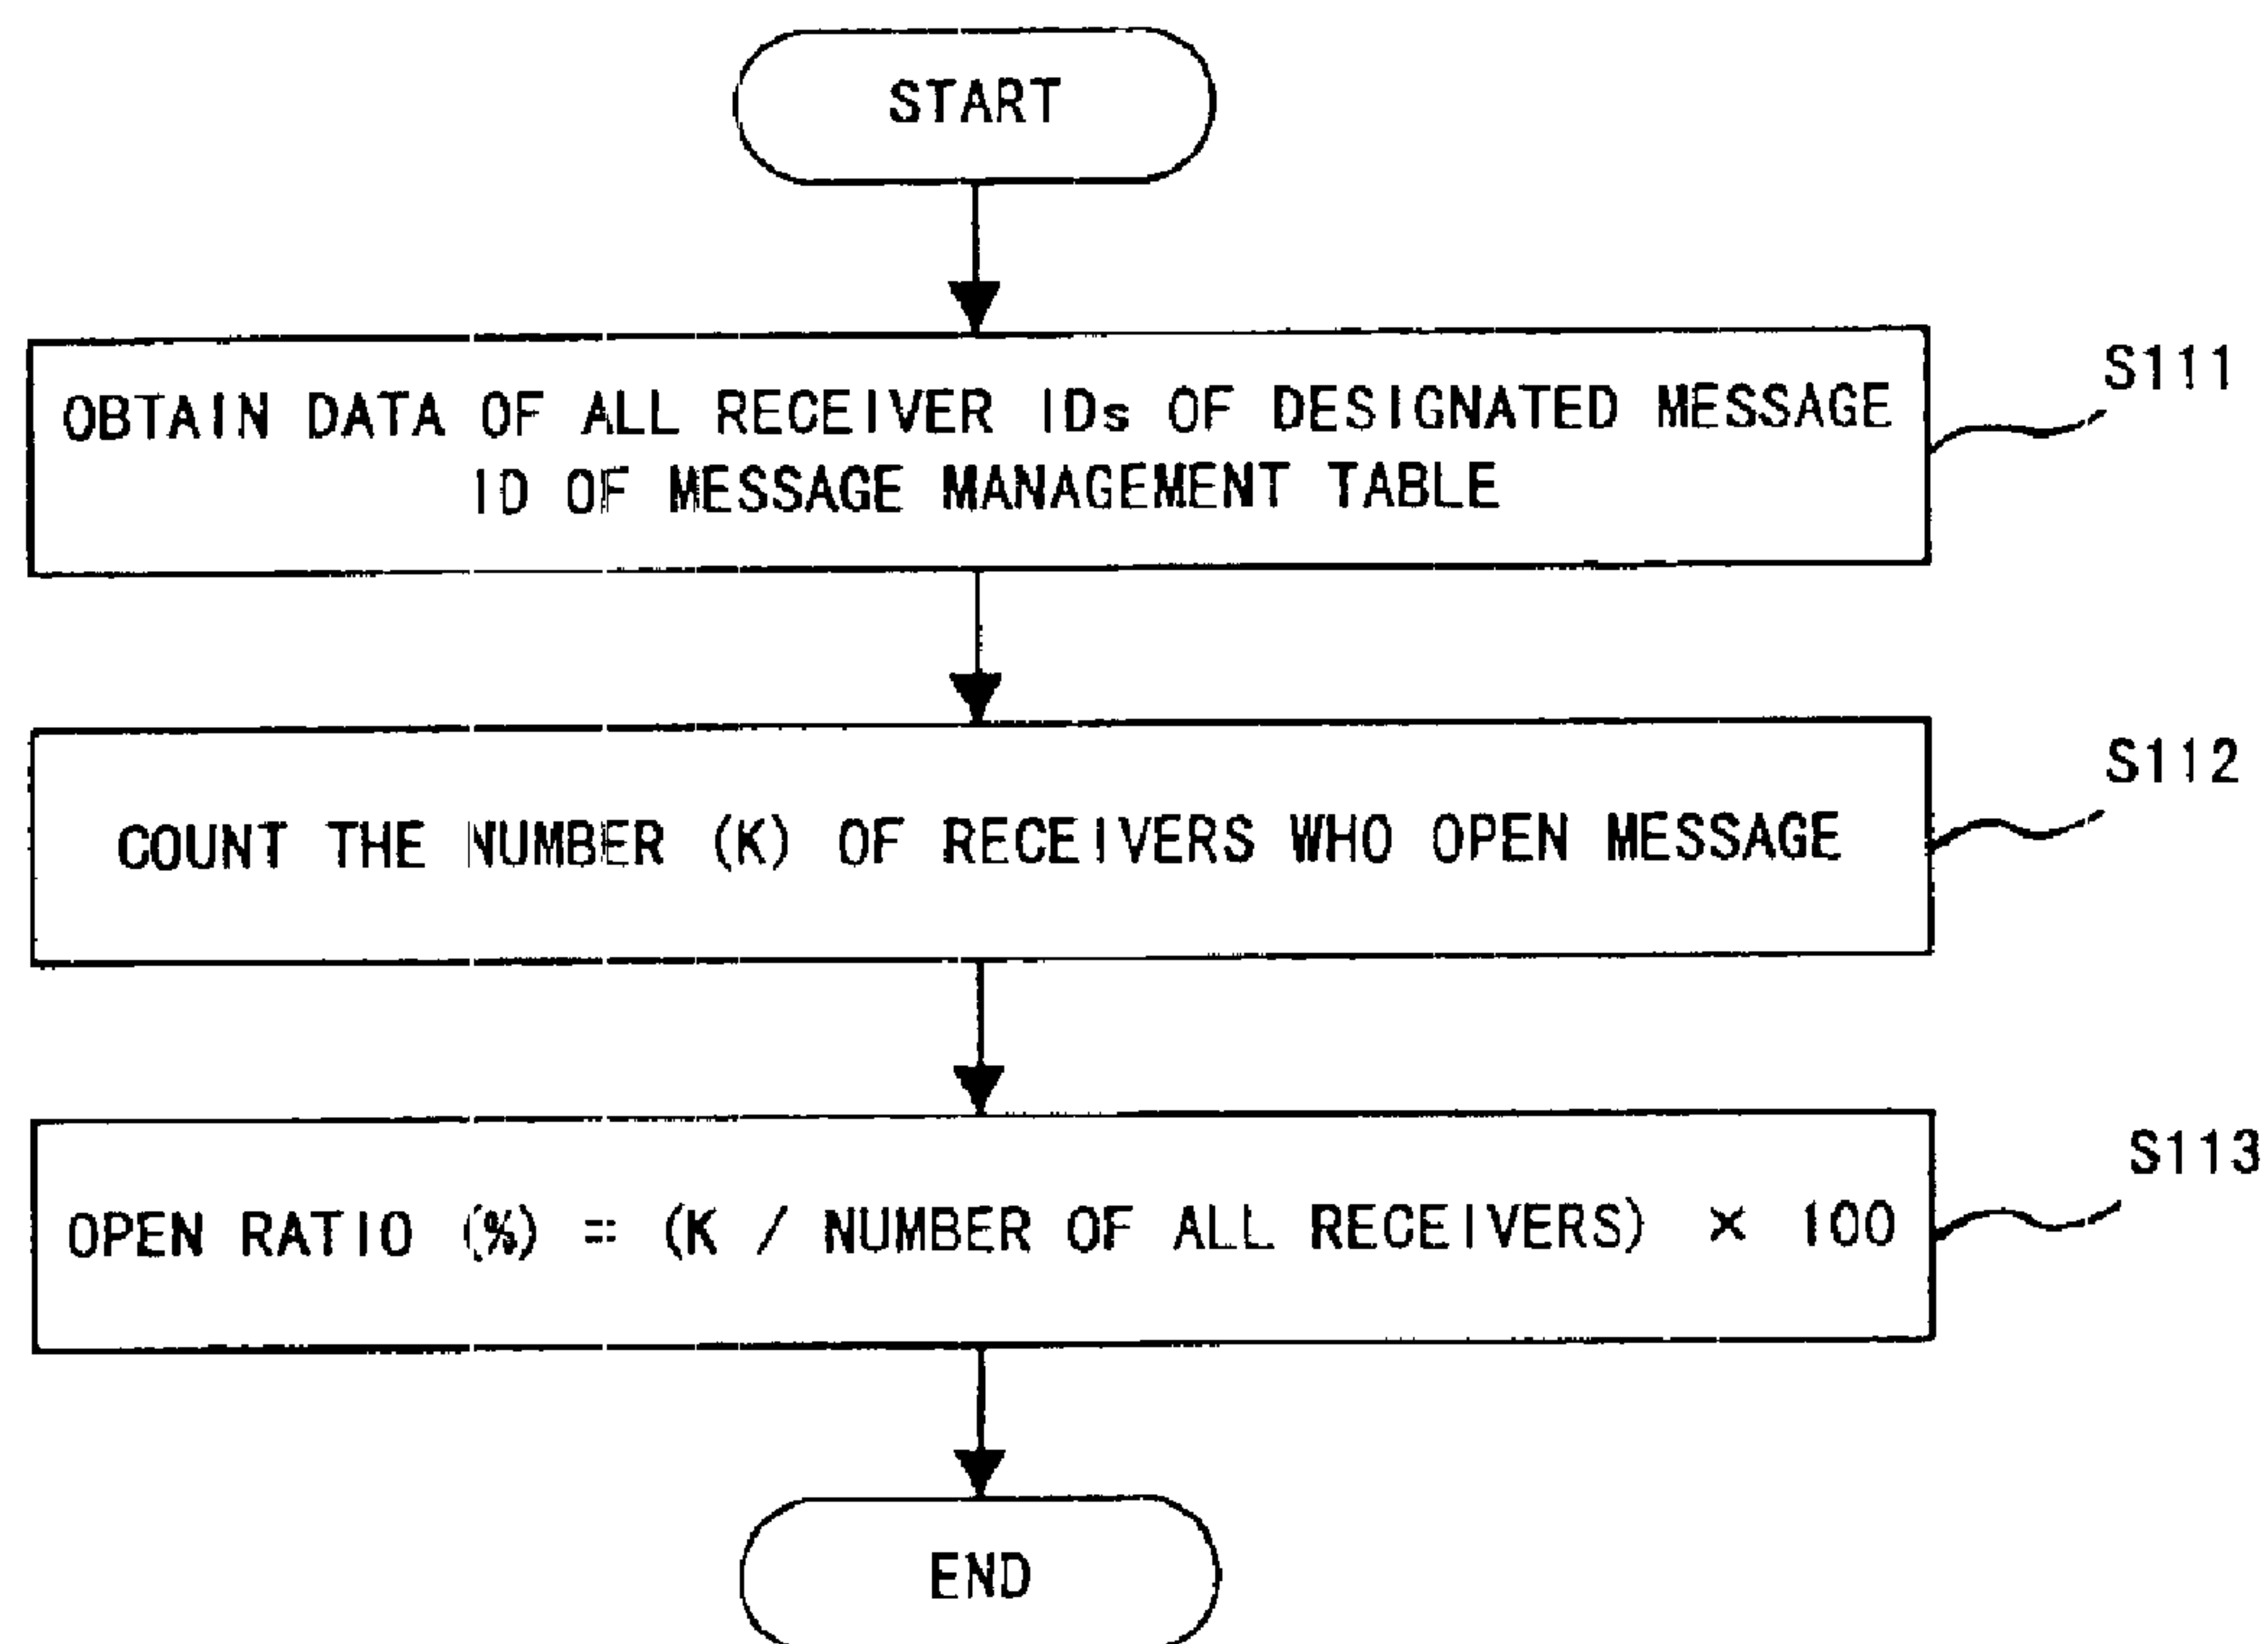 START
S111
OBTAIN DATA OF ALL RECEIVER IDs OF DESIGNATED MESSAGE
ID OF MESSAGE MANAGEMENT TABLE
S112
COUNT THE NUMBER (K) OF RECEIVERS WHO OPEN MESSAGE
S113
OPEN RATIO (%) = (K / NUMBER OF ALL RECEIVERS) × 100
END